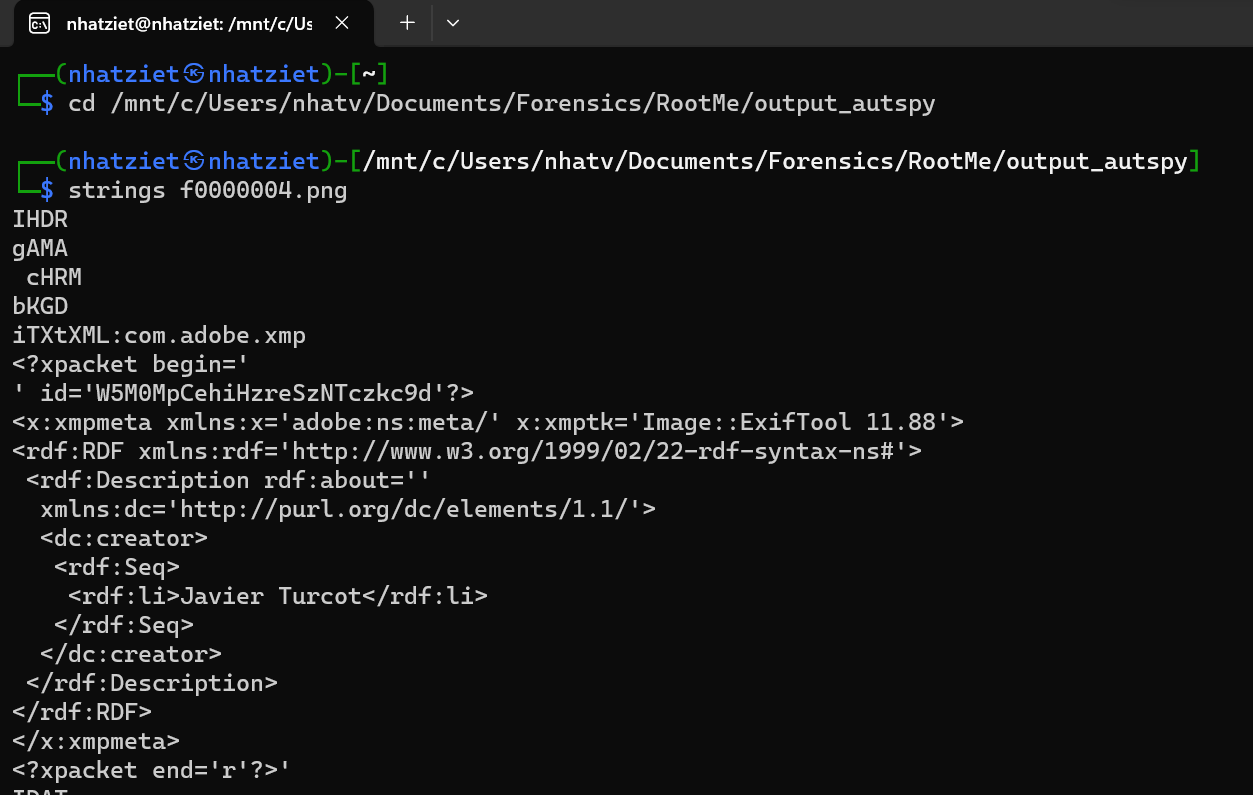 nhatziet@nhatziet: /mnt/c/Us
(nhatziet㉿nhatziet)-[~]
$ cd /mnt/c/Users/nhatv/Documents/Forensics/RootMe/output_autspy
(nhatziet㉿nhatziet)-[/mnt/c/Users/nhatv/Documents/Forensics/RootMe/output_autspy]
$ strings f0000004.png
IHDR
gAMA
 cHRM
bKGD
iTXtXML:com.adobe.xmp
<?xpacket begin='
' id='W5M0MpCehiHzreSzNTczkc9d'?>
<x:xmpmeta xmlns:x='adobe:ns:meta/' x:xmptk='Image::ExifTool 11.88'>
<rdf:RDF xmlns:rdf='http://www.w3.org/1999/02/22-rdf-syntax-ns#'>
 <rdf:Description rdf:about=''
  xmlns:dc='http://purl.org/dc/elements/1.1/'>
  <dc:creator>
   <rdf:Seq>
    <rdf:li>Javier Turcot</rdf:li>
   </rdf:Seq>
  </dc:creator>
 </rdf:Description>
</rdf:RDF>
</x:xmpmeta>
<?xpacket end='r'?>'
IDAT